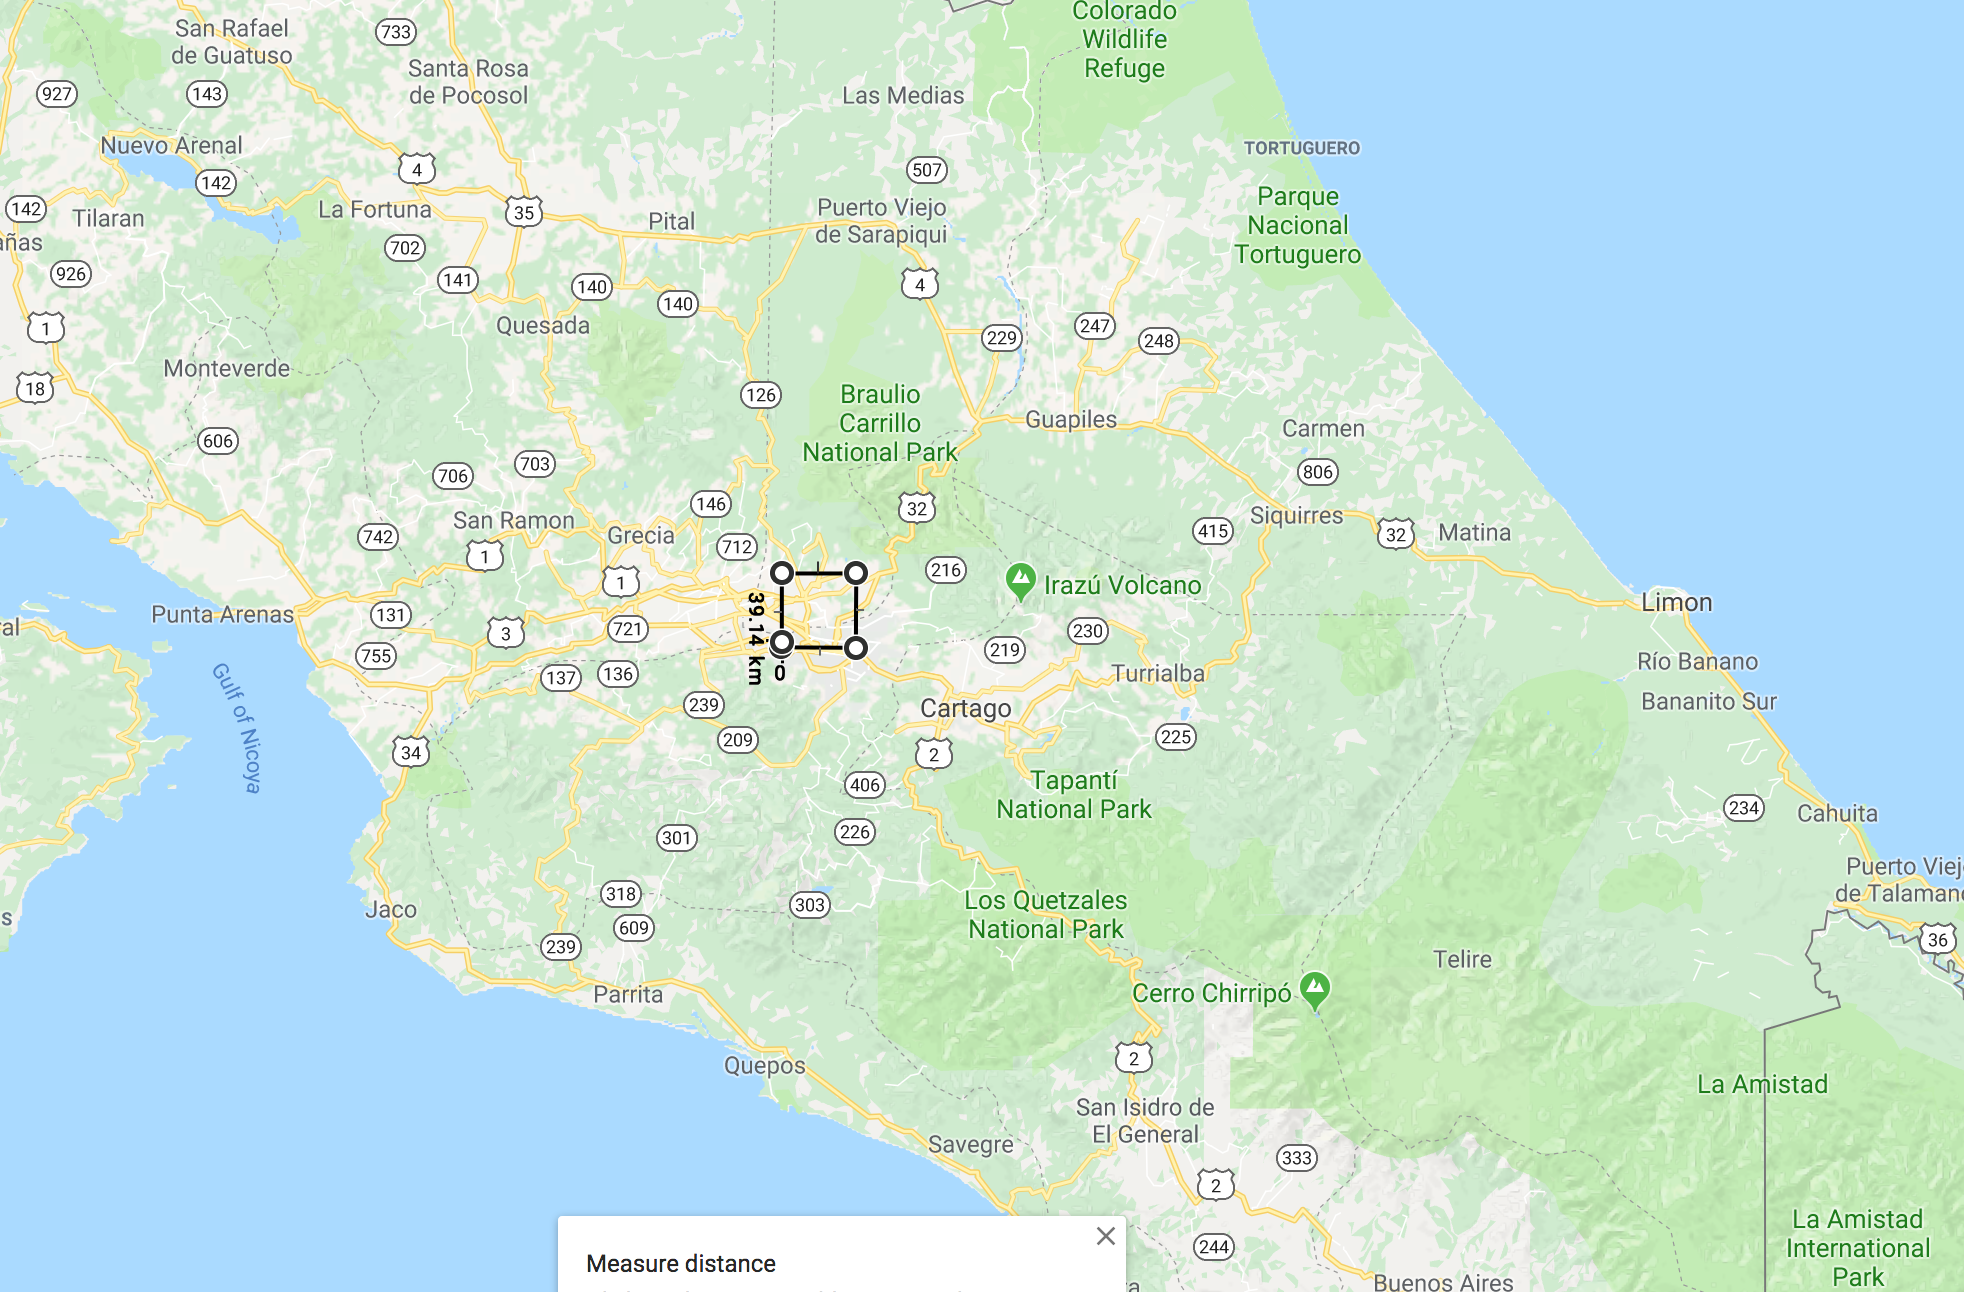 Colorado
Wildlife
Refuge
San Rafael
de Guatuso
733
Santa Rosa
de Pocosol
927
143
Las Medias
Nuevo Arenal
TORTUGUERO
4
507
142
142
Tilaran
La Fortuna
35
Pital
Puerto Viejo
de Sarapiqui
Parque
Nacional
Tortuguero
702
926
141
140
4
140
1
Quesada
229
247
248
Monteverde
18
126
Braulio
Carrillo
National Park
Guapiles
Carmen
606
706
703
806
146
32
San Ramon
Grecia
Siquirres
415
32
Matina
742
712
1
1
216
Irazú Volcano
Limon
Punta Arenas
131
3
721
39.14 km
0
230
219
755
137
136
Turrialba
Río Banano
Bananito Sur
Gulf of Nicoya
239
Cartago
209
225
34
2
406
Tapantí
National Park
234
Cahuita
301
226
Puerto Viej
de Talaman
318
303
Los Quetzales
National Park
Jaco
609
239
36
Telire
Parrita
Cerro Chirripó
2
Quepos
La Amistad
San Isidro de
El General
Savegre
333
2
244
La Amistad
International
Park
Buenos Aires
Measure distance